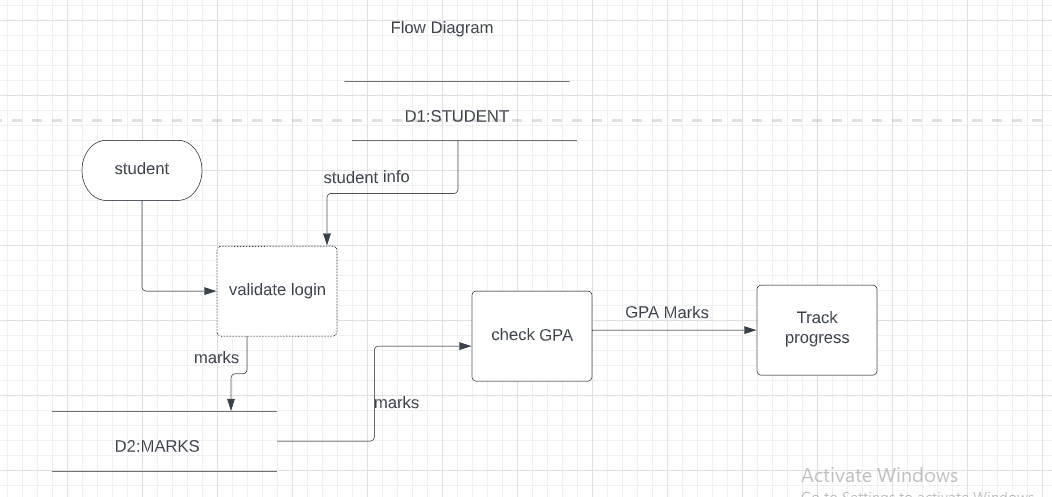 Flow Diagram
D1:STUDENT
student
student info
validate login
GPA Marks
Track
progress
check GPA
marks
marks
D2:MARKS
Activate Windows
Go to Settings to activate Windows.